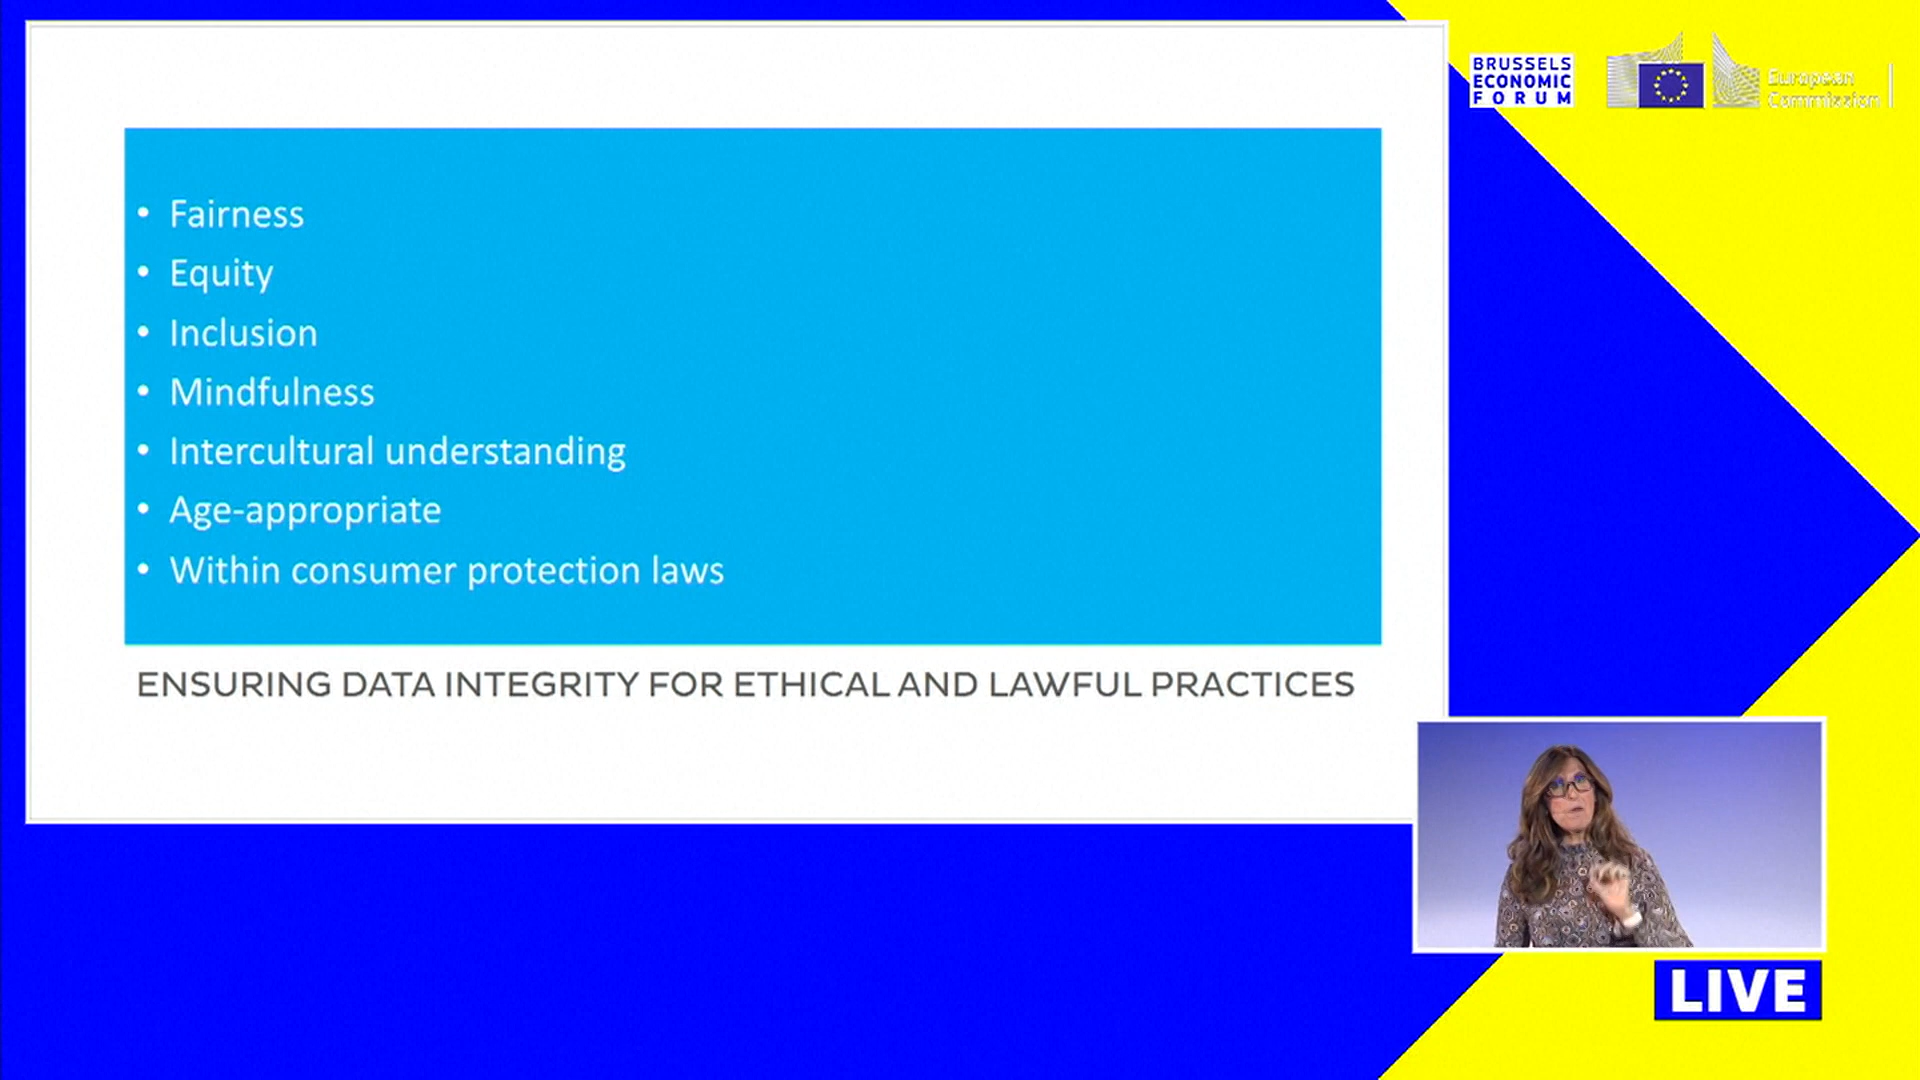 BRUSSELS
ECONOMIC
FORUM
European
Commission
• Fairness
• Equity
• Inclusion
• Mindfulness
• Intercultural understanding
• Age-appropriate
• Within consumer protection laws
ENSURING DATA INTEGRITY FOR ETHICAL AND LAWFUL PRACTICES
LIVE